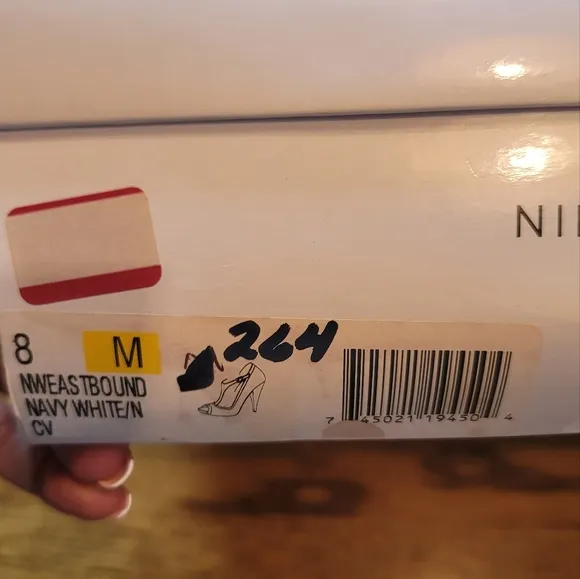 NI
8 M 264
NWEASTBOUND
NAVY WHITE/N
CV
7 45021 19450 4